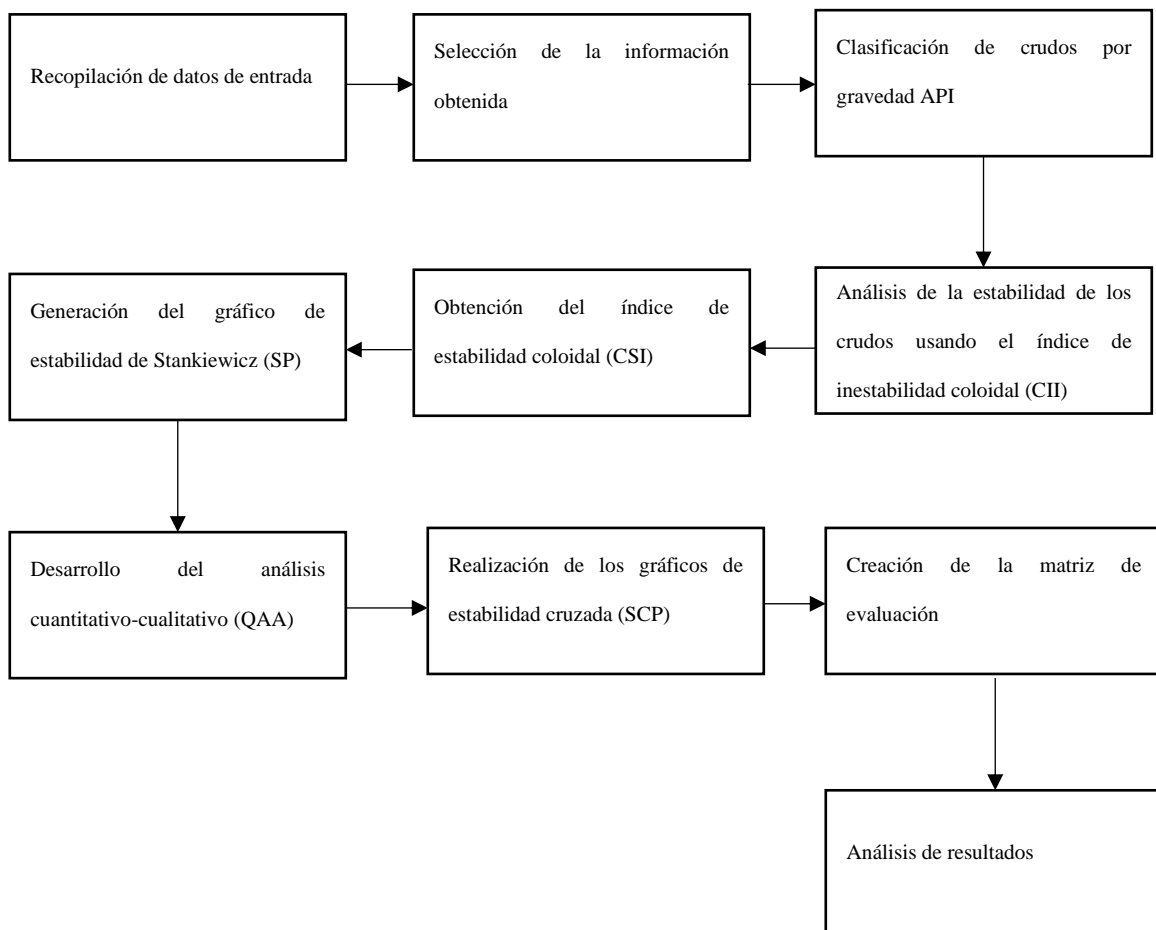 Recopilación de datos de entrada
Selección de la información
obtenida
Clasificación de crudos por
gravedad API
Análisis de la estabilidad de los
crudos usando el índice de
inestabilidad coloidal (CII)
Obtención del índice de
estabilidad coloidal (CSI)
Generación del gráfico de
estabilidad de Stankiewicz (SP)
Desarrollo del análisis
cuantitativo-cualitativo (QAA)
Realización de los gráficos de
estabilidad cruzada (SCP)
Creación de la matriz de
evaluación
Análisis de resultados